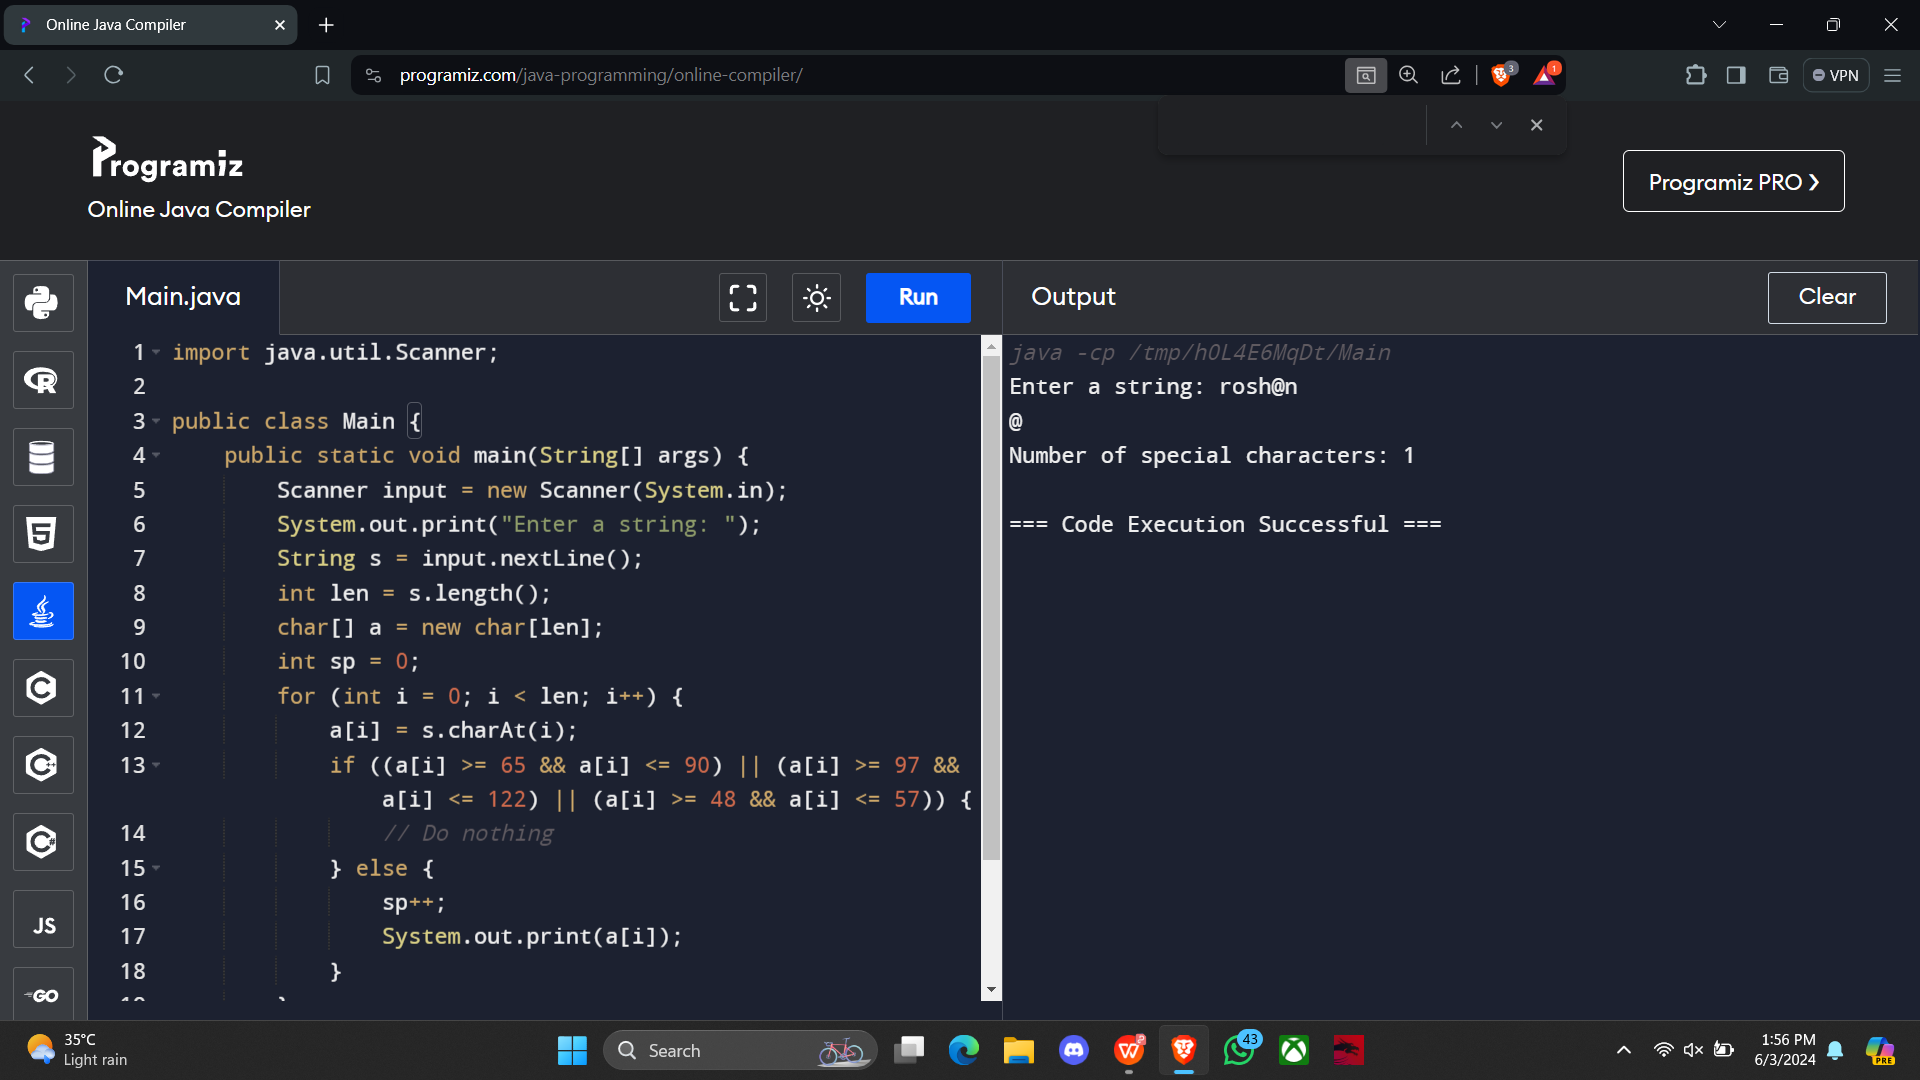 Online Java Compiler
programiz.com/java-programming/online-compiler/
3
1
VPN
Programiz
Online Java Compiler
Programiz PRO ❯
Main.java
Run
Output
Clear
1 import java.util.Scanner;
2
3 public class Main {
4 public static void main(String[] args) {
5 Scanner input = new Scanner(System.in);
6 System.out.print("Enter a string: ");
7 String s = input.nextLine();
8 int len = s.length();
9 char[] a = new char[len];
10 int sp = 0;
11 for (int i = 0; i < len; i++) {
12 a[i] = s.charAt(i);
13 if ((a[i] >= 65 && a[i] <= 90) || (a[i] >= 97 &&
a[i] <= 122) || (a[i] >= 48 && a[i] <= 57)) {
14 // Do nothing
15 } else {
16 sp++;
17 System.out.print(a[i]);
18 }
java -cp /tmp/hOL4E6MqDt/Main
Enter a string: rosh@n
@
Number of special characters: 1
=== Code Execution Successful ===
R
5
C
C++
C#
JS
GO
35°C
Light rain
Search
W
43
PRE
1:56 PM
6/3/2024